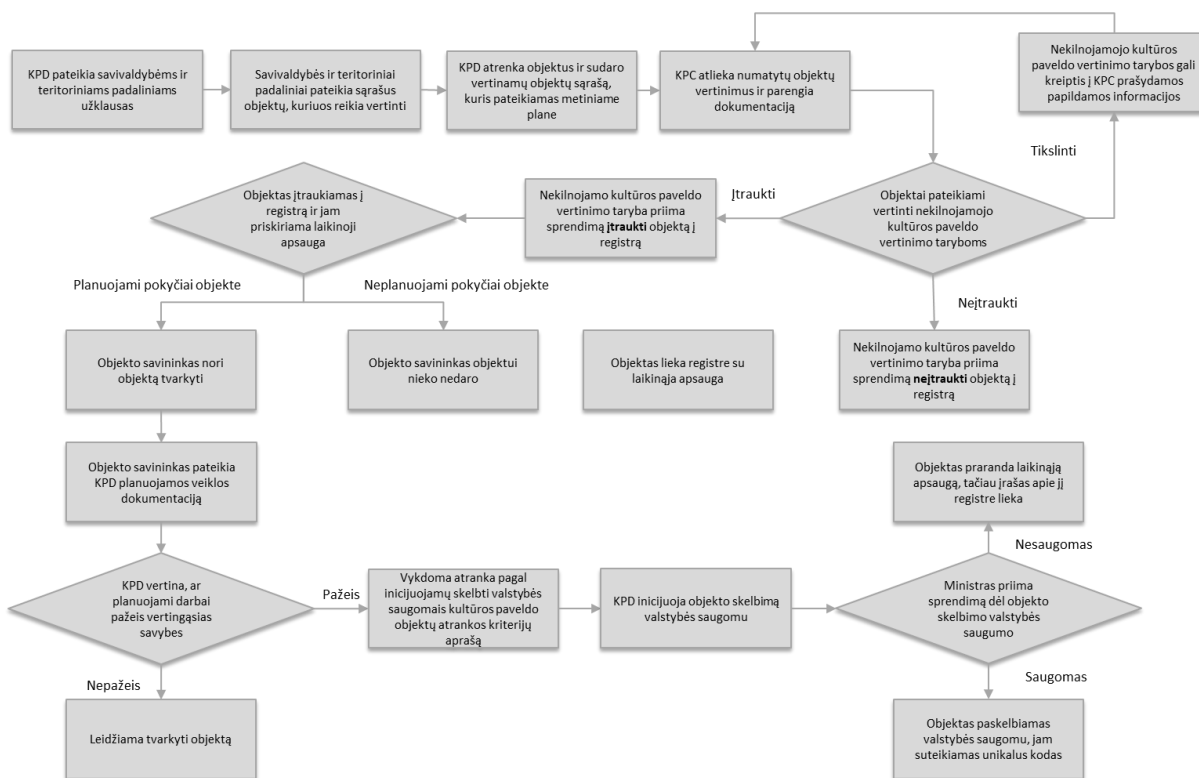 KPD pateikia savivaldybėms ir
teritoriniams padaliniams
užklausas
Savivaldybės ir teritoriniai
padaliniai pateikia sąrašus
objektų, kuriuos reikia vertinti
KPD atrenka objektus ir sudaro
vertinamų objektų sąrašą,
kuris pateikiamas metiniame
plane
KPC atlieka numatytų objektų
vertinimus ir parengia
dokumentaciją
Nekilnojamojo kultūros
paveldo vertinimo tarybos gali
kreiptis į KPC prašydamos
papildamos informacijos
Tikslinti
Objektas įtraukiamas į
registrą ir jam
priskiriama laikinoji
apsauga
Nekilnojamo kultūros paveldo
vertinimo taryba priima
sprendimą įtraukti objektą į
registrą
Įtraukti
Objektai pateikiami
vertinti nekilnojamojo
kultūros paveldo
vertinimo taryboms
Planuojami pokyčiai objekte
Neplanuojami pokyčiai objekte
Neįtraukti
Objekto savininkas nori
objektą tvarkyti
Objekto savininkas objektui
nieko nedaro
Objektas lieka registre su
laikinąja apsauga
Nekilnojamo kultūros paveldo
vertinimo taryba priima
sprendimą neįtraukti objektą į
registrą
Objekto savininkas pateikia
KPD planuojamos veiklos
dokumentaciją
Objektas praranda laikinąją
apsaugą, tačiau įrašas apie jį
registre lieka
Nesaugomas
KPD vertina, ar
planuojami darbai
pažeis vertingąsias
savybes
Pažeis
Vykdoma atranka pagal
inicijuojamų skelbti valstybės
saugomais kultūros paveldo
objektų atrankos kriterijų
aprašą
KPD inicijuoja objekto skelbimą
valstybės saugomu
Ministras priima
sprendimą dėl objekto
skelbimo valstybės
saugumo
Nepažeis
Saugomas
Leidžiama tvarkyti objektą
Objektas paskelbiamas
valstybės saugomu, jam
suteikiamas unikalus kodas